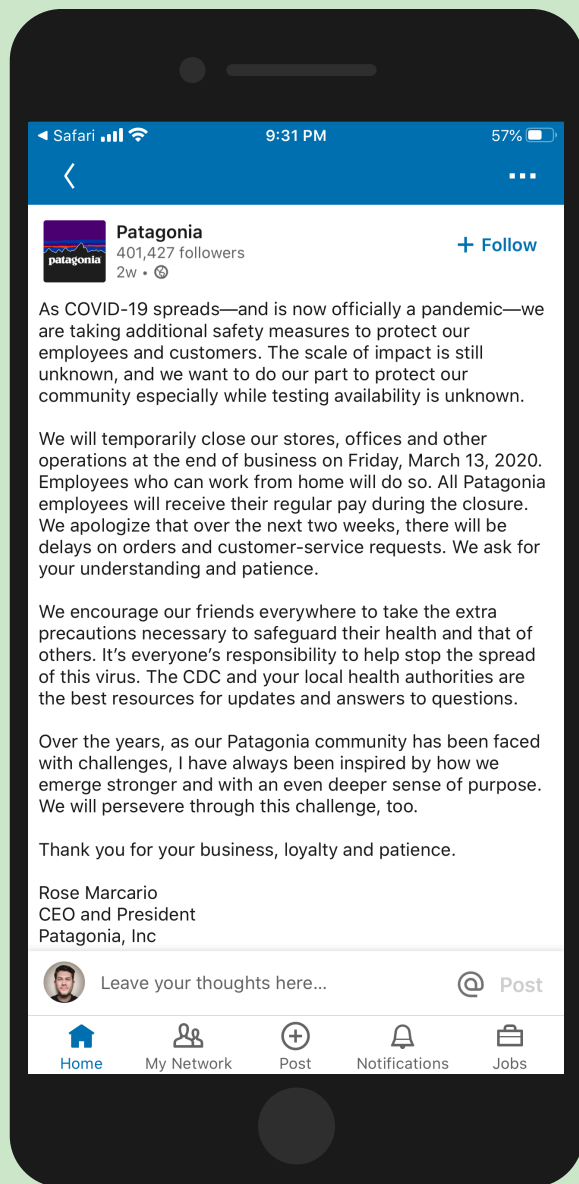 ◀ Safari
9:31 PM
57%
Patagonia
401,427 followers
2w •
+ Follow
patagonia
As COVID-19 spreads—and is now officially a pandemic—we
are taking additional safety measures to protect our
employees and customers. The scale of impact is still
unknown, and we want to do our part to protect our
community especially while testing availability is unknown.
We will temporarily close our stores, offices and other
operations at the end of business on Friday, March 13, 2020.
Employees who can work from home will do so. All Patagonia
employees will receive their regular pay during the closure.
We apologize that over the next two weeks, there will be
delays on orders and customer-service requests. We ask for
your understanding and patience.
We encourage our friends everywhere to take the extra
precautions necessary to safeguard their health and that of
others. It’s everyone’s responsibility to help stop the spread
of this virus. The CDC and your local health authorities are
the best resources for updates and answers to questions.
Over the years, as our Patagonia community has been faced
with challenges, I have always been inspired by how we
emerge stronger and with an even deeper sense of purpose.
We will persevere through this challenge, too.
Thank you for your business, loyalty and patience.
Rose Marcario
CEO and President
Patagonia, Inc
Leave your thoughts here...
@ Post
Home
My Network
Post
Notifications
Jobs